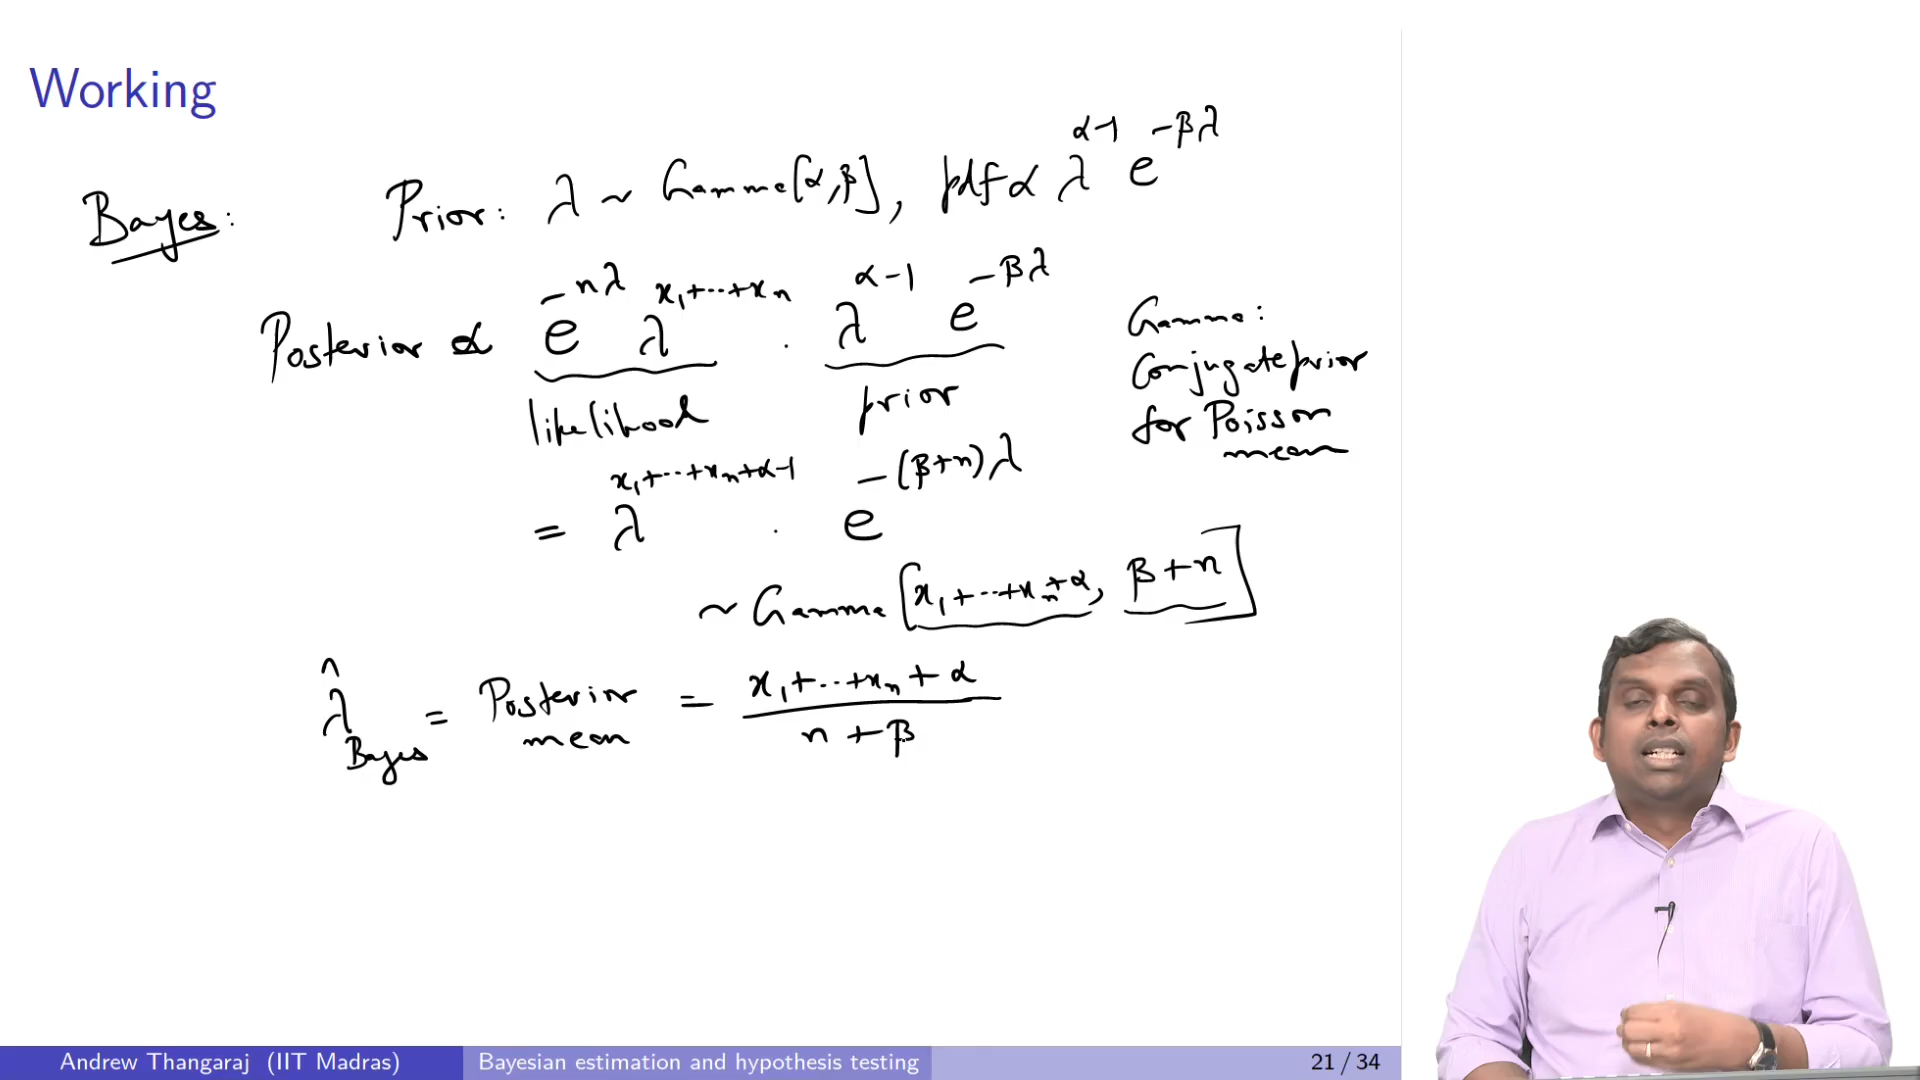 Working
Bayes: Prior: λ ~ Gamma[α,β], pdf ∝ λ^(α-1) e^(-βλ)
Posterior ∝ e^(-nλ) λ^(x₁+...+xₙ) . λ^(α-1) e^(-βλ)
likelihood prior
Gamma:
Conjugate prior
for Poisson
mean
= λ^(x₁+...+xₙ+α-1) . e^(-(β+n)λ)
~ Gamma[x₁+...+xₙ+α, β+n]
λ̂_Bayes = Posterior mean = (x₁+...+xₙ+α)/(n+β)
Andrew Thangaraj (IIT Madras) Bayesian estimation and hypothesis testing 21 / 34